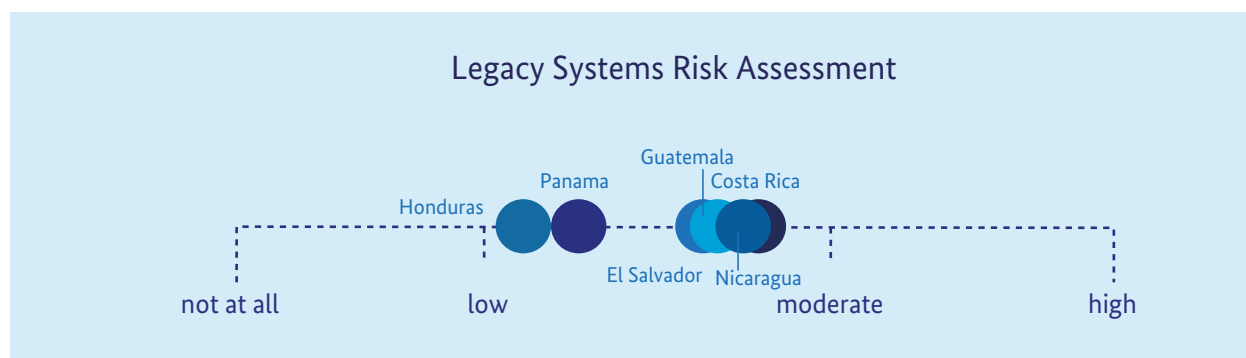 Legacy Systems Risk Assessment
Guatemala
Panama
Costa Rica
Honduras
El Salvador
Nicaragua
not at all
low
moderate
high